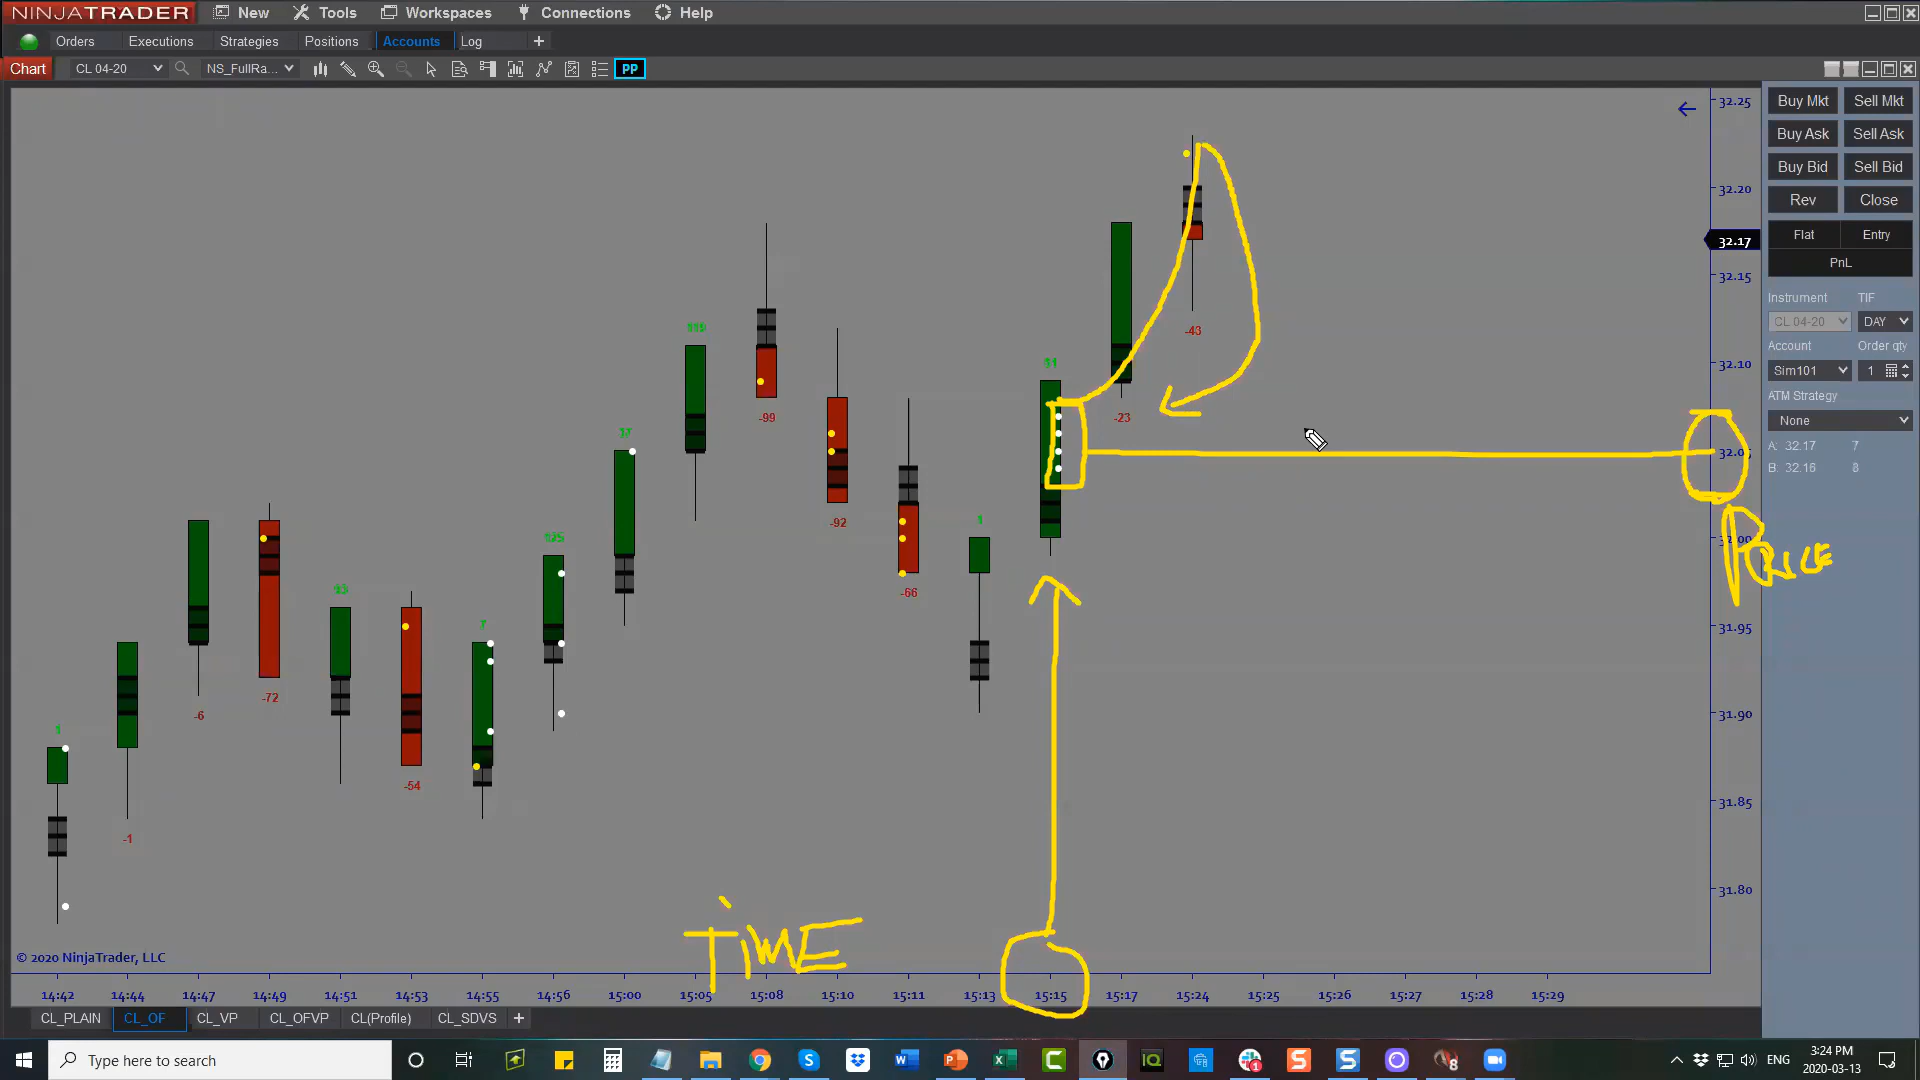 NINJATRADER New Tools Workspaces Connections Help
Orders Executions Strategies Positions Accounts Log +
Chart CL 04-20 NS_FullRa... PP
32.25
32.20
32.17
32.15
32.10
32.00
31.95
31.90
31.85
31.80
Buy Mkt Sell Mkt
Buy Ask Sell Ask
Buy Bid Sell Bid
Rev Close
Flat Entry
PnL
Instrument TIF
CL 04-20 DAY
Account Order qty
Sim101 1
ATM Strategy
None
A: 32.17 7
B: 32.16 8
PRICE
1
-1
-6
-72
93
-54
7
-99
-92
-66
1
-23
-43
TIME
© 2020 NinjaTrader, LLC
14:42 14:44 14:47 14:49 14:51 14:53 14:55 14:56 15:00 15:05 15:08 15:10 15:11 15:13 15:15 15:17 15:24 15:25 15:26 15:27 15:28 15:29
CL_PLAIN CL_OF CL_VP CL_OFVP CL(Profile) CL_SDVS +
Type here to search
ENG
3:24 PM
2020-03-13